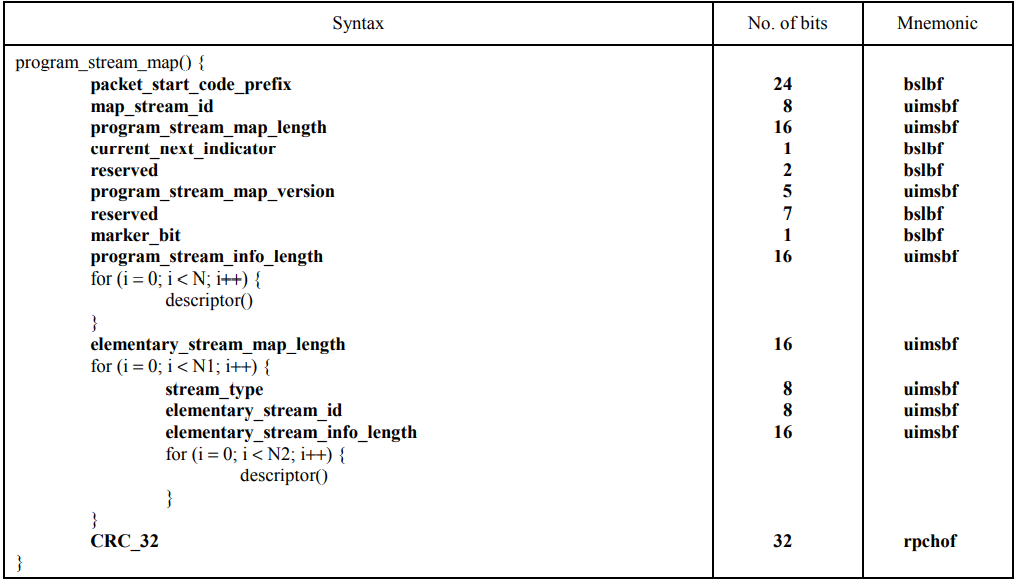 Syntax No. of bits Mnemonic
program_stream_map() {
packet_start_code_prefix 24 bslbf
map_stream_id 8 uimsbf
program_stream_map_length 16 uimsbf
current_next_indicator 1 bslbf
reserved 2 bslbf
program_stream_map_version 5 uimsbf
reserved 7 bslbf
marker_bit 1 bslbf
program_stream_info_length 16 uimsbf
for (i = 0; i < N; i++) {
descriptor()
}
elementary_stream_map_length 16 uimsbf
for (i = 0; i < N1; i++) {
stream_type 8 uimsbf
elementary_stream_id 8 uimsbf
elementary_stream_info_length 16 uimsbf
for (i = 0; i < N2; i++) {
descriptor()
}
}
CRC_32 32 rpchof
}